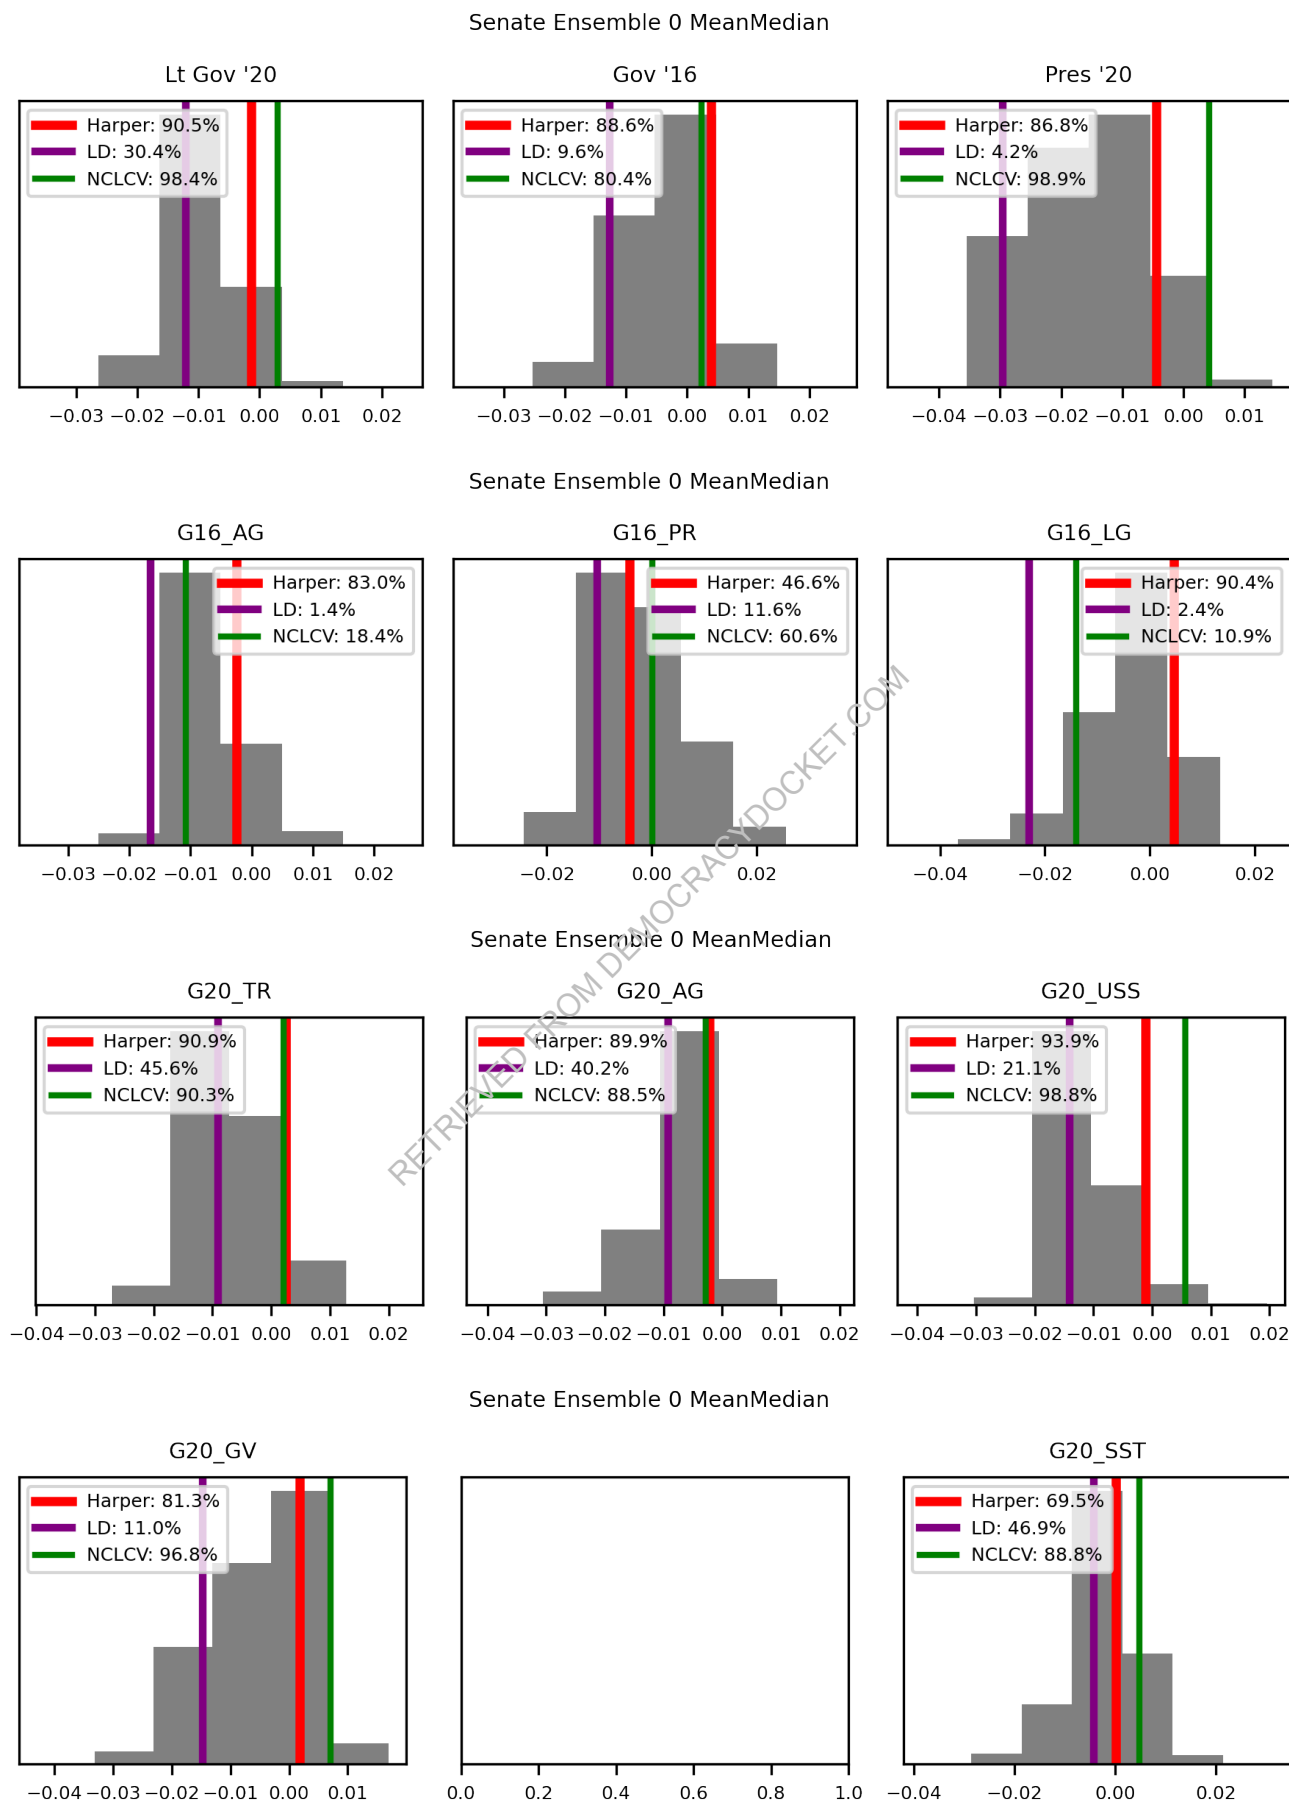 Senate Ensemble 0 MeanMedian
Lt Gov '20
Gov '16
Pres '20
Harper: 90.5%
LD: 30.4%
NCLCV: 98.4%
Harper: 88.6%
LD: 9.6%
NCLCV: 80.4%
Harper: 86.8%
LD: 4.2%
NCLCV: 98.9%
−0.03 −0.02 −0.01 0.00 0.01 0.02
−0.03 −0.02 −0.01 0.00 0.01 0.02
−0.04 −0.03 −0.02 −0.01 0.00 0.01
Senate Ensemble 0 MeanMedian
G16_AG
G16_PR
G16_LG
Harper: 83.0%
LD: 1.4%
NCLCV: 18.4%
Harper: 46.6%
LD: 11.6%
NCLCV: 60.6%
Harper: 90.4%
LD: 2.4%
NCLCV: 10.9%
−0.03 −0.02 −0.01 0.00 0.01 0.02
−0.02 0.00 0.02
−0.04 −0.02 0.00 0.02
Senate Ensemble 0 MeanMedian
G20_TR
G20_AG
G20_USS
Harper: 90.9%
LD: 45.6%
NCLCV: 90.3%
Harper: 89.9%
LD: 40.2%
NCLCV: 88.5%
Harper: 93.9%
LD: 21.1%
NCLCV: 98.8%
−0.04 −0.03 −0.02 −0.01 0.00 0.01 0.02
−0.04 −0.03 −0.02 −0.01 0.00 0.01 0.02
−0.04 −0.03 −0.02 −0.01 0.00 0.01 0.02
Senate Ensemble 0 MeanMedian
G20_GV
G20_SST
Harper: 81.3%
LD: 11.0%
NCLCV: 96.8%
Harper: 69.5%
LD: 46.9%
NCLCV: 88.8%
−0.04 −0.03 −0.02 −0.01 0.00 0.01
0.0 0.2 0.4 0.6 0.8 1.0
−0.04 −0.02 0.00 0.02
RETRIEVED FROM DEMOCRACYDOCKET.COM